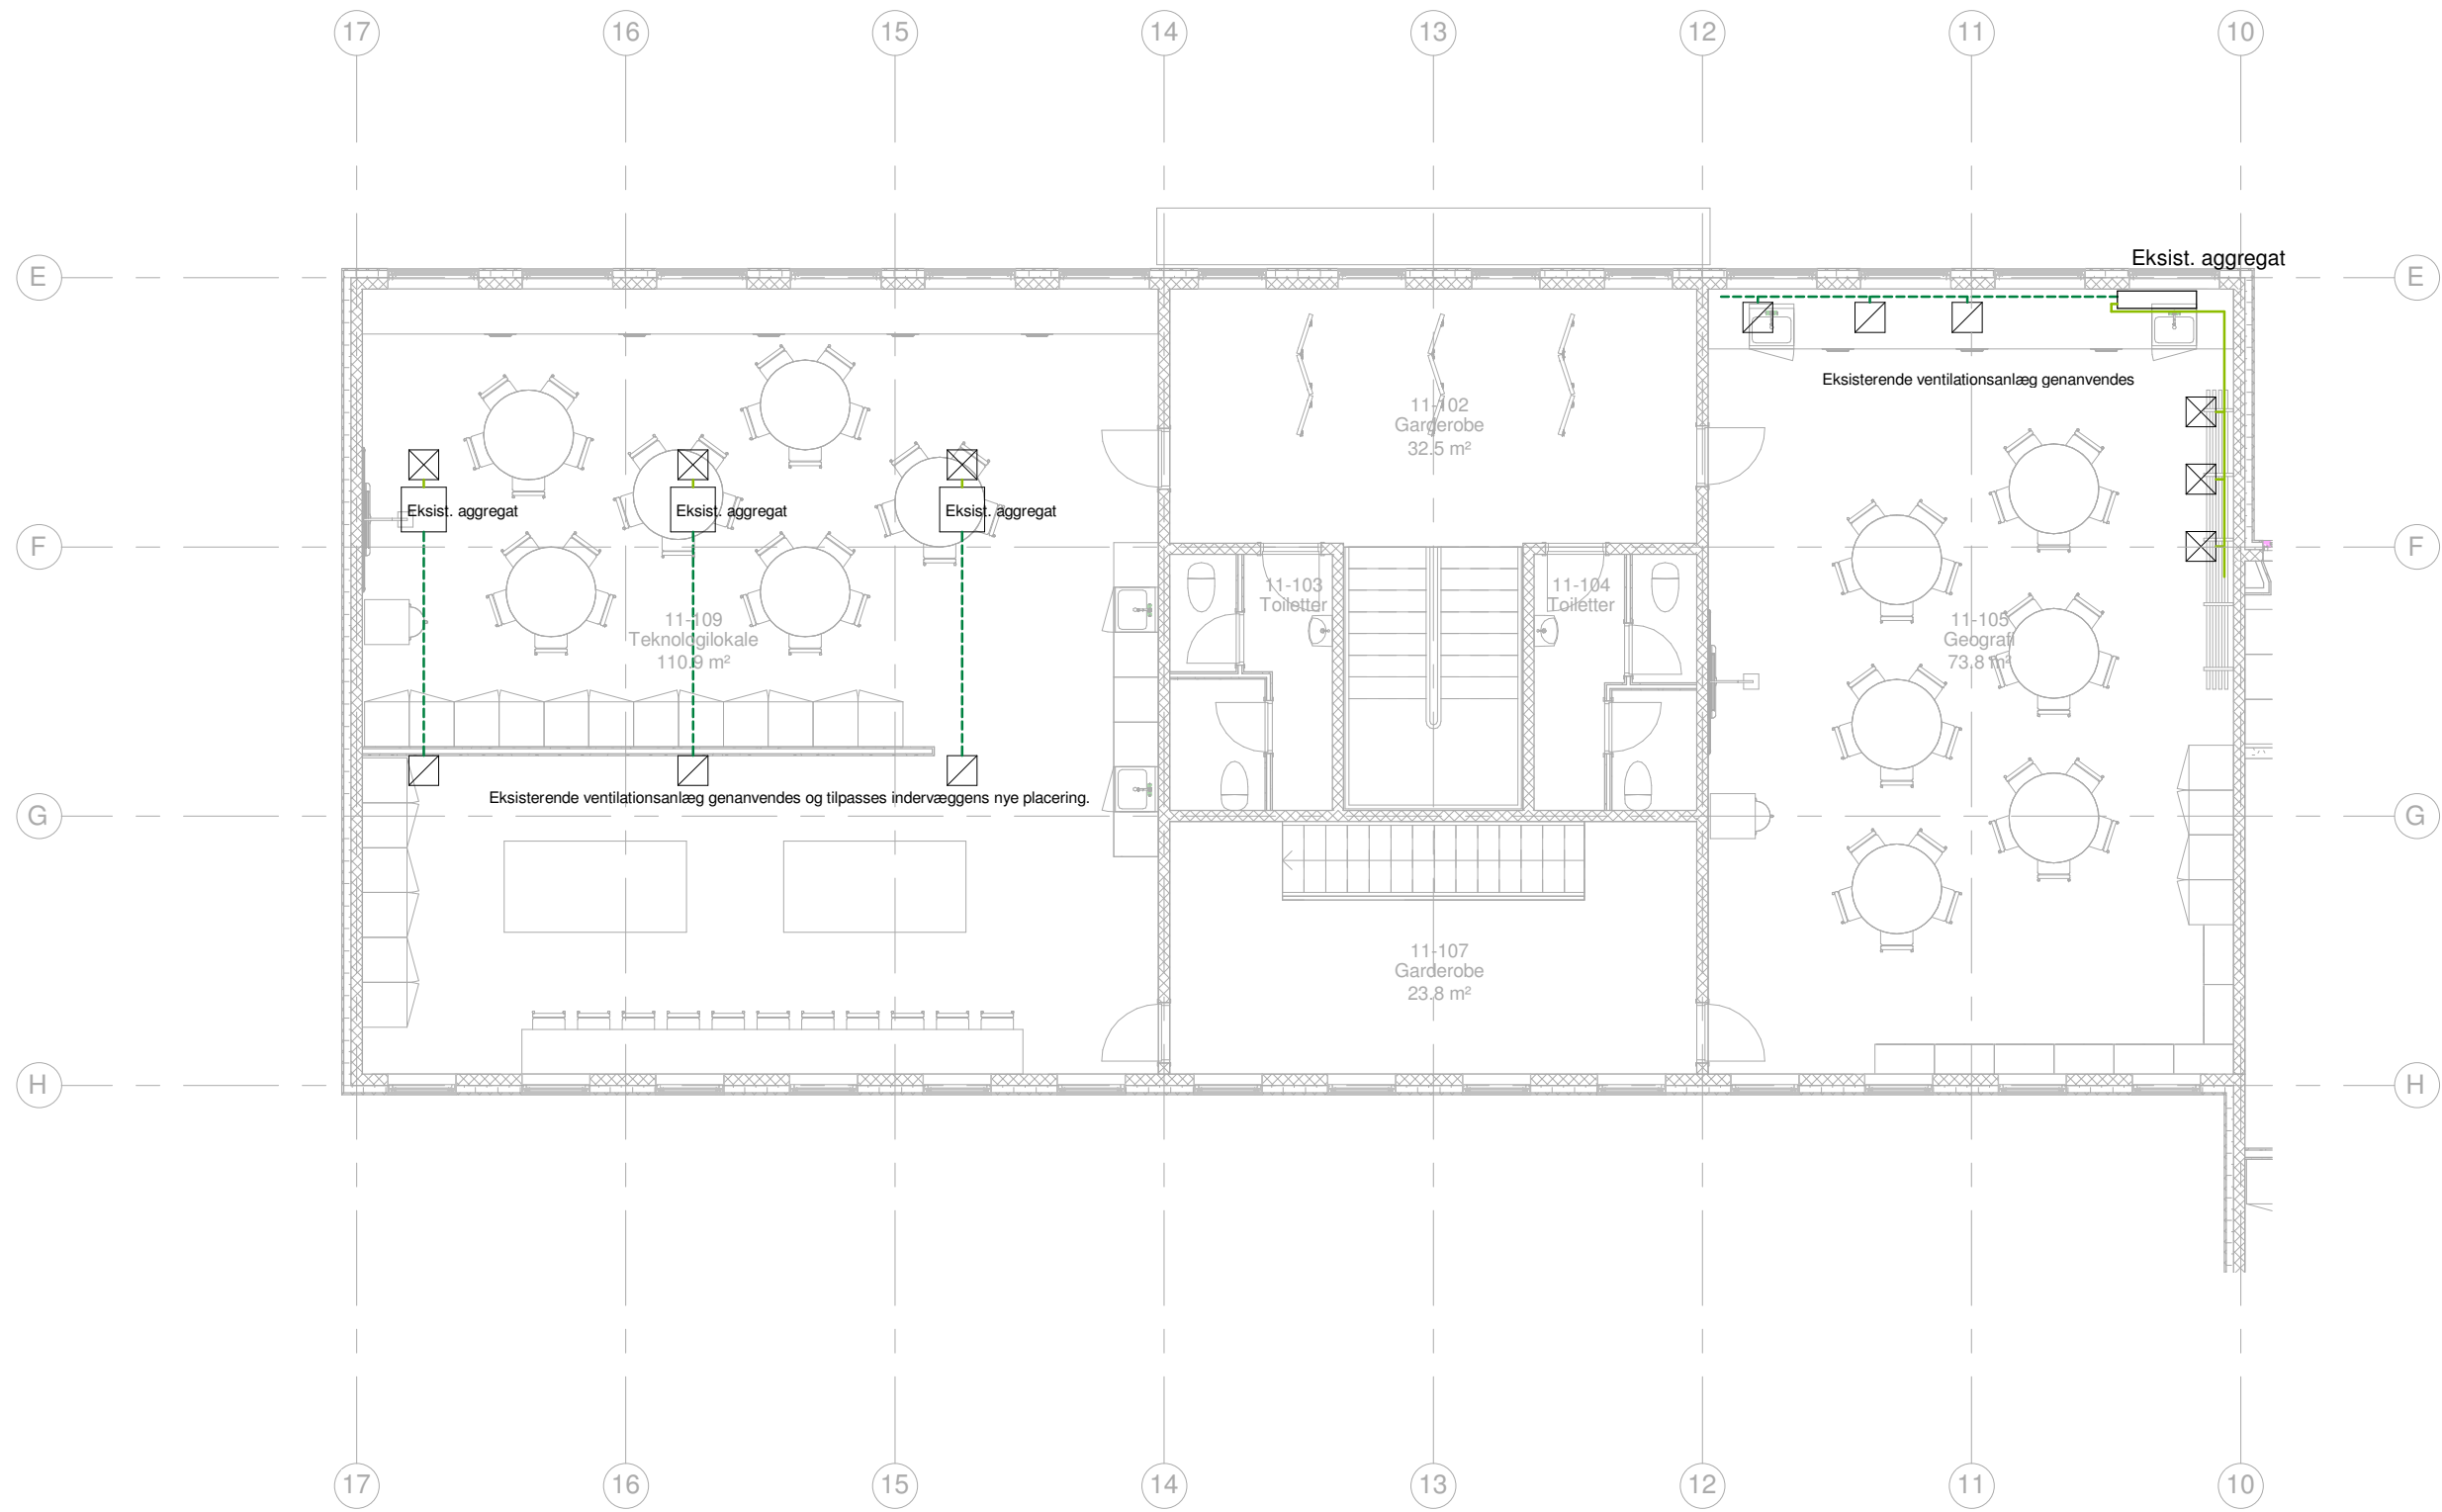 17
16
15
14
13
12
11
10
E
Eksist. aggregat
E
Eksisterende ventilationsanlæg genanvendes
11-102
Garderobe
32.5 m²
Eksist. aggregat
Eksist. aggregat
Eksist. aggregat
F
F
11-103
Toiletter
11-104
Toiletter
11-109
Teknologilokale
110.9 m²
11-105
Geografi
73.8 m²
Eksisterende ventilationsanlæg genanvendes og tilpasses indervæggens nye placering.
G
G
11-107
Garderobe
23.8 m²
H
H
17
16
15
14
13
12
11
10